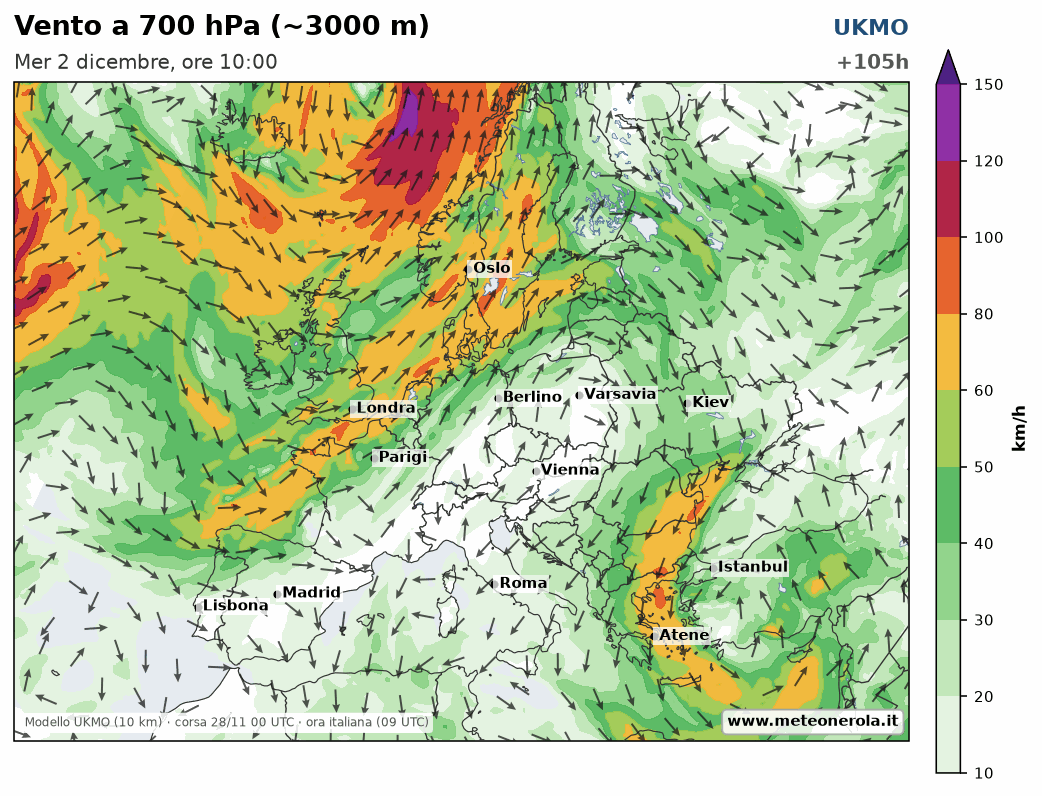 Vento a 700 hPa (~3000 m)
UKMO
Mer 2 dicembre, ore 10:00
+105h
150
120
100
80
60
50
40
30
20
10
km/h
Oslo
Londra
Berlino
Varsavia
Kiev
Parigi
Vienna
Istanbul
Roma
Madrid
Lisbona
Atene
Modello UKMO (10 km) · corsa 28/11 00 UTC · ora italiana (09 UTC)
www.meteonerola.it